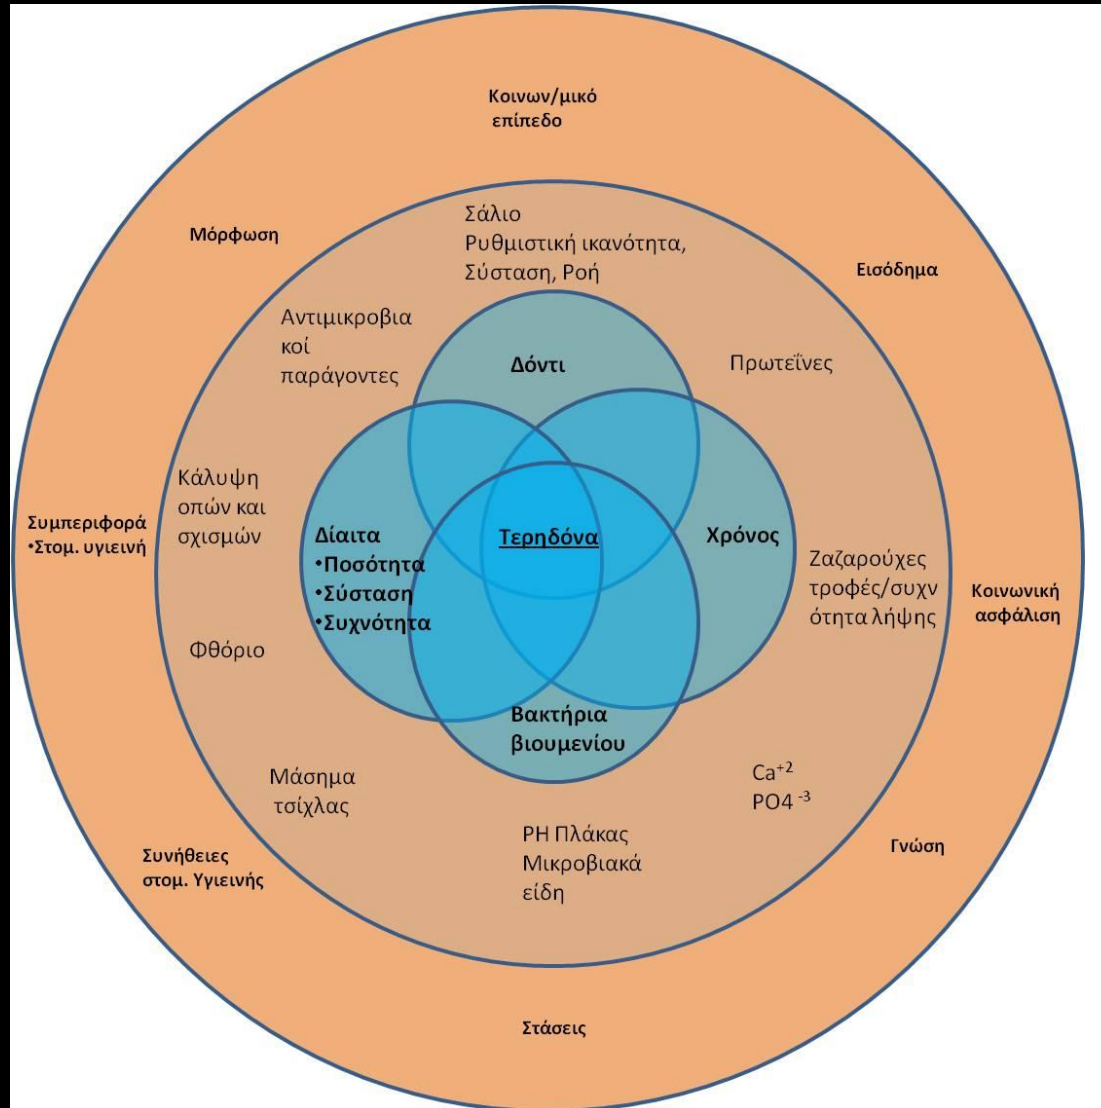 Κοινων/μικό
επίπεδο
Μόρφωση
Εισόδημα
Σάλιο
Ρυθμιστική ικανότητα,
Σύσταση, Ροή
Αντιμικροβια
κοί
παράγοντες
Δόντι
Πρωτεΐνες
Κάλυψη
οπών και
σχισμών
Συμπεριφορά
•Στομ. υγιεινή
Δίαιτα
•Ποσότητα
•Σύσταση
•Συχνότητα
Τερηδόνα
Χρόνος
Ζαζαρούχες
τροφές/συχν
ότητα λήψης
Κοινωνική
ασφάλιση
Φθόριο
Βακτήρια
βιουμενίου
Μάσημα
τσίχλας
Ca+2
PO4 -3
PH Πλάκας
Μικροβιακά
είδη
Γνώση
Συνήθειες
στομ. Υγιεινής
Στάσεις